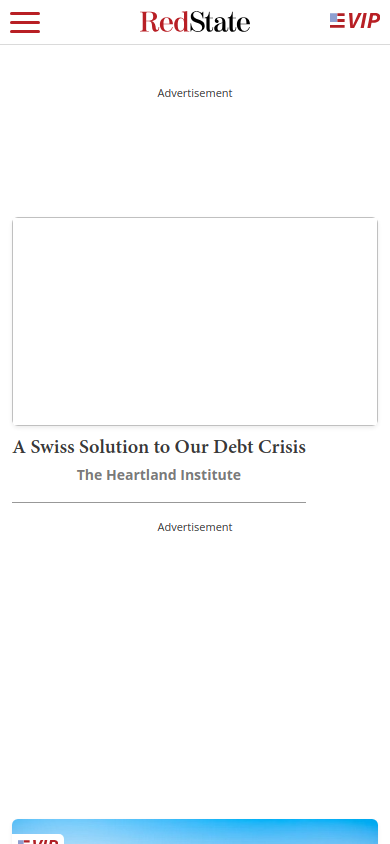 RedState
VIP
Advertisement
A Swiss Solution to Our Debt Crisis
The Heartland Institute
Advertisement
VIP